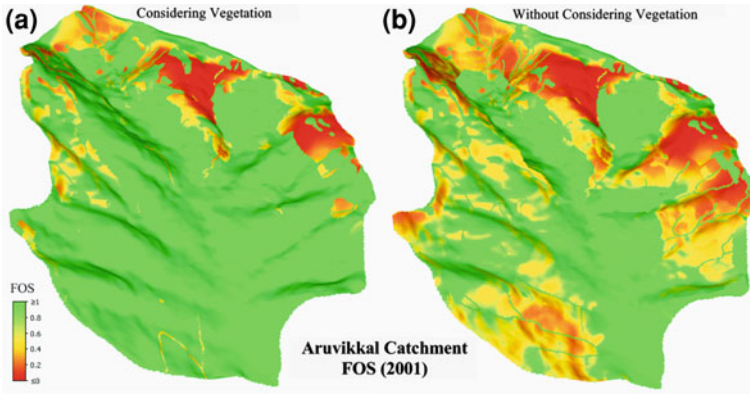 (a)
Considering Vegetation
(b)
Without Considering Vegetation
FOS
≥1
0.8
0.6
0.4
0.2
≤0
Aruvikkal Catchment
FOS (2001)